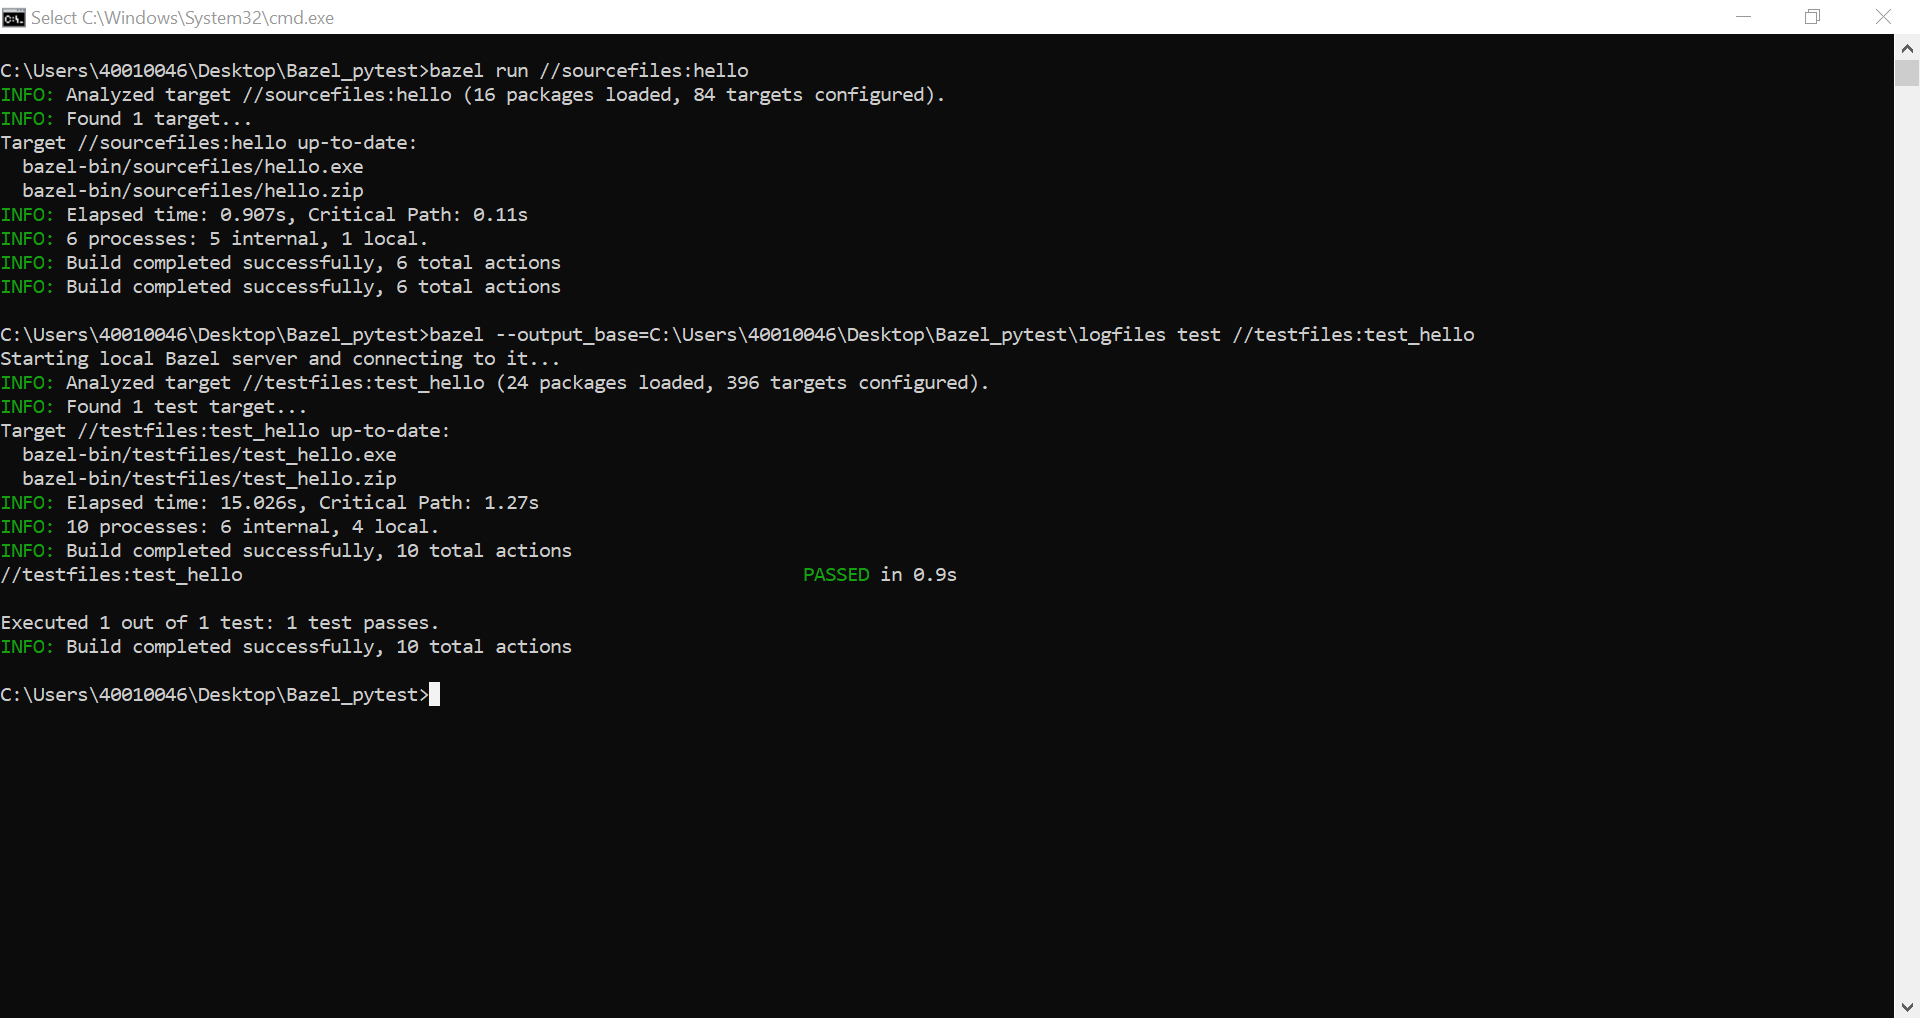 Select C:\Windows\System32\cmd.exe
C:\Users\40010046\Desktop\Bazel_pytest>bazel run //sourcefiles:hello
INFO: Analyzed target //sourcefiles:hello (16 packages loaded, 84 targets configured).
INFO: Found 1 target...
Target //sourcefiles:hello up-to-date:
  bazel-bin/sourcefiles/hello.exe
  bazel-bin/sourcefiles/hello.zip
INFO: Elapsed time: 0.907s, Critical Path: 0.11s
INFO: 6 processes: 5 internal, 1 local.
INFO: Build completed successfully, 6 total actions
INFO: Build completed successfully, 6 total actions
C:\Users\40010046\Desktop\Bazel_pytest>bazel --output_base=C:\Users\40010046\Desktop\Bazel_pytest\logfiles test //testfiles:test_hello
Starting local Bazel server and connecting to it...
INFO: Analyzed target //testfiles:test_hello (24 packages loaded, 396 targets configured).
INFO: Found 1 test target...
Target //testfiles:test_hello up-to-date:
  bazel-bin/testfiles/test_hello.exe
  bazel-bin/testfiles/test_hello.zip
INFO: Elapsed time: 15.026s, Critical Path: 1.27s
INFO: 10 processes: 6 internal, 4 local.
INFO: Build completed successfully, 10 total actions
//testfiles:test_hello PASSED in 0.9s
Executed 1 out of 1 test: 1 test passes.
INFO: Build completed successfully, 10 total actions
C:\Users\40010046\Desktop\Bazel_pytest>